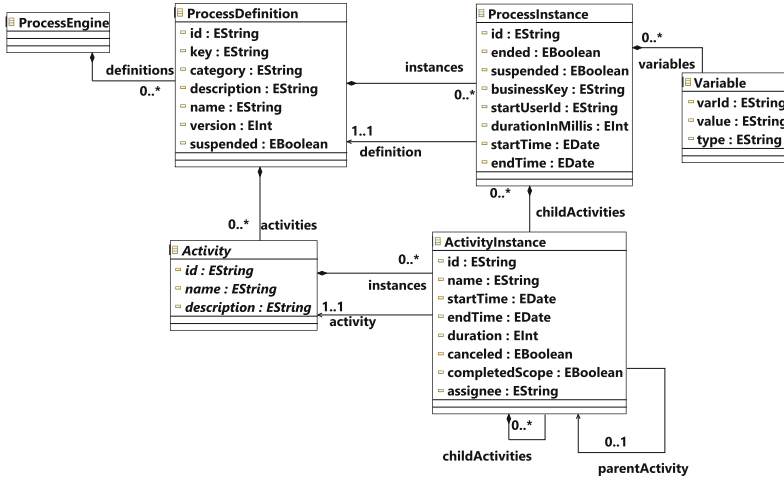 ProcessEngine
definitions
0..*
ProcessDefinition
id : EString
key : EString
category : EString
description : EString
name : EString
version : EInt
suspended : EBoolean
instances
0..*
1..1
definition
ProcessInstance
id : EString
ended : EBoolean
suspended : EBoolean
businessKey : EString
startUserId : EString
durationInMillis : EInt
startTime : EDate
endTime : EDate
0..*
variables
Variable
varId : EString
value : EString
type : EString
0..*
activities
0..*
childActivities
Activity
id : EString
name : EString
description : EString
0..*
instances
1..1
activity
ActivityInstance
id : EString
name : EString
startTime : EDate
endTime : EDate
duration : EInt
canceled : EBoolean
completedScope : EBoolean
assignee : EString
0..*
childActivities
0..1
parentActivity